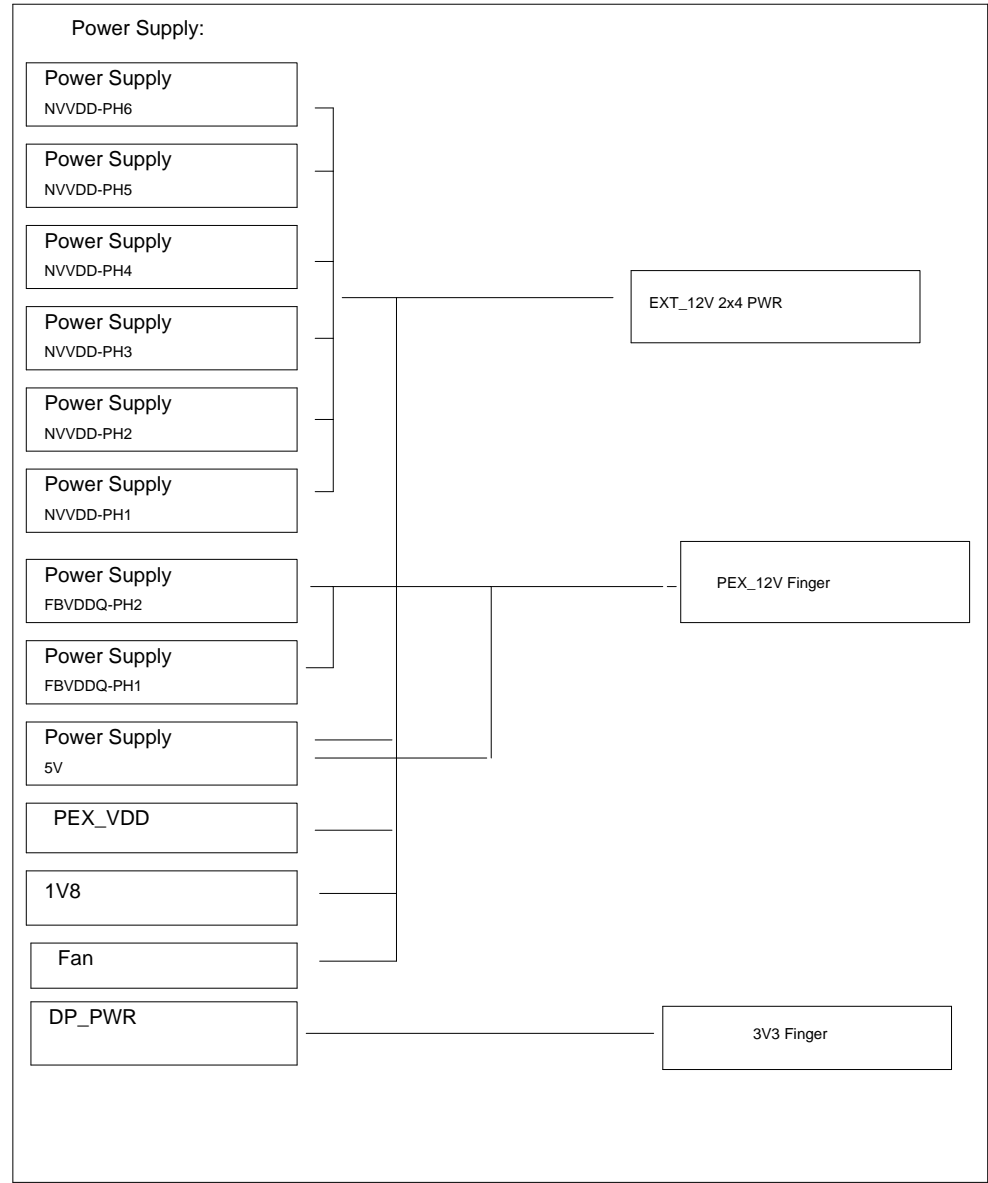 Power Supply:
Power Supply
NVVDD-PH6
Power Supply
NVVDD-PH5
Power Supply
NVVDD-PH4
Power Supply
NVVDD-PH3
Power Supply
NVVDD-PH2
Power Supply
NVVDD-PH1
Power Supply
FBVDDQ-PH2
Power Supply
FBVDDQ-PH1
Power Supply
5V
PEX_VDD
1V8
Fan
DP_PWR
EXT_12V 2x4 PWR
PEX_12V Finger
3V3 Finger